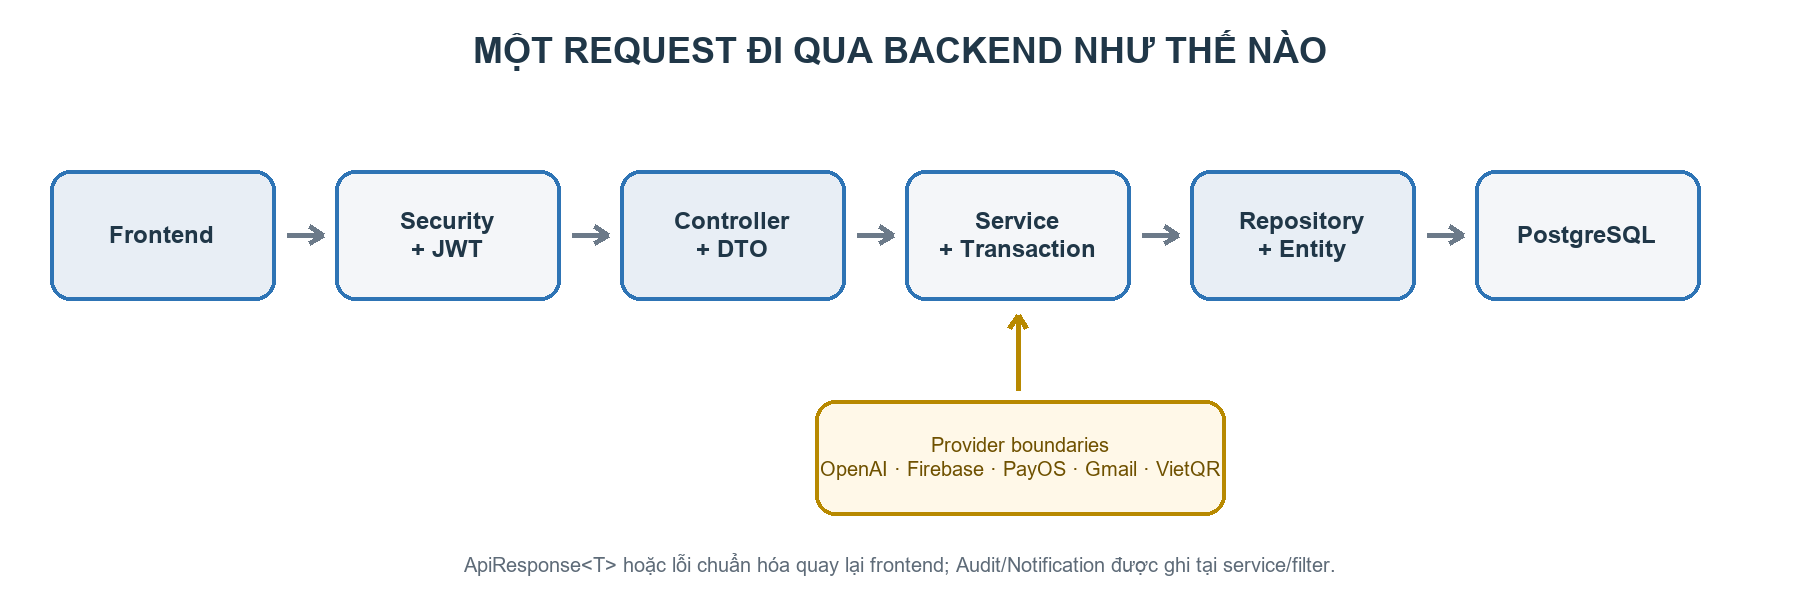 MỘT REQUEST ĐI QUA BACKEND NHƯ THẾ NÀO
Frontend
Security
+ JWT
Controller
+ DTO
Service
+ Transaction
Repository
+ Entity
PostgreSQL
Provider boundaries
OpenAI · Firebase · PayOS · Gmail · VietQR
ApiResponse<T> hoặc lỗi chuẩn hóa quay lại frontend; Audit/Notification được ghi tại service/filter.